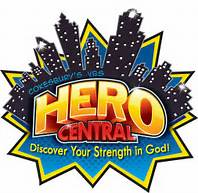 COKESBURY'S VBS
HERO
CENTRAL
Discover Your Strength in God!